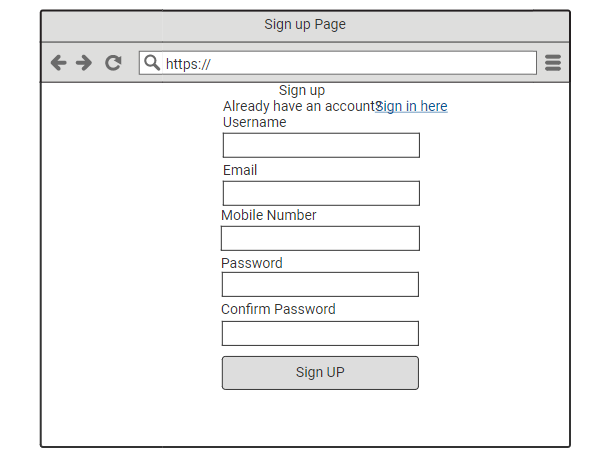 Sign up Page
https://
Sign up
Already have an account?Sign in here
Username
Email
Mobile Number
Password
Confirm Password
Sign UP